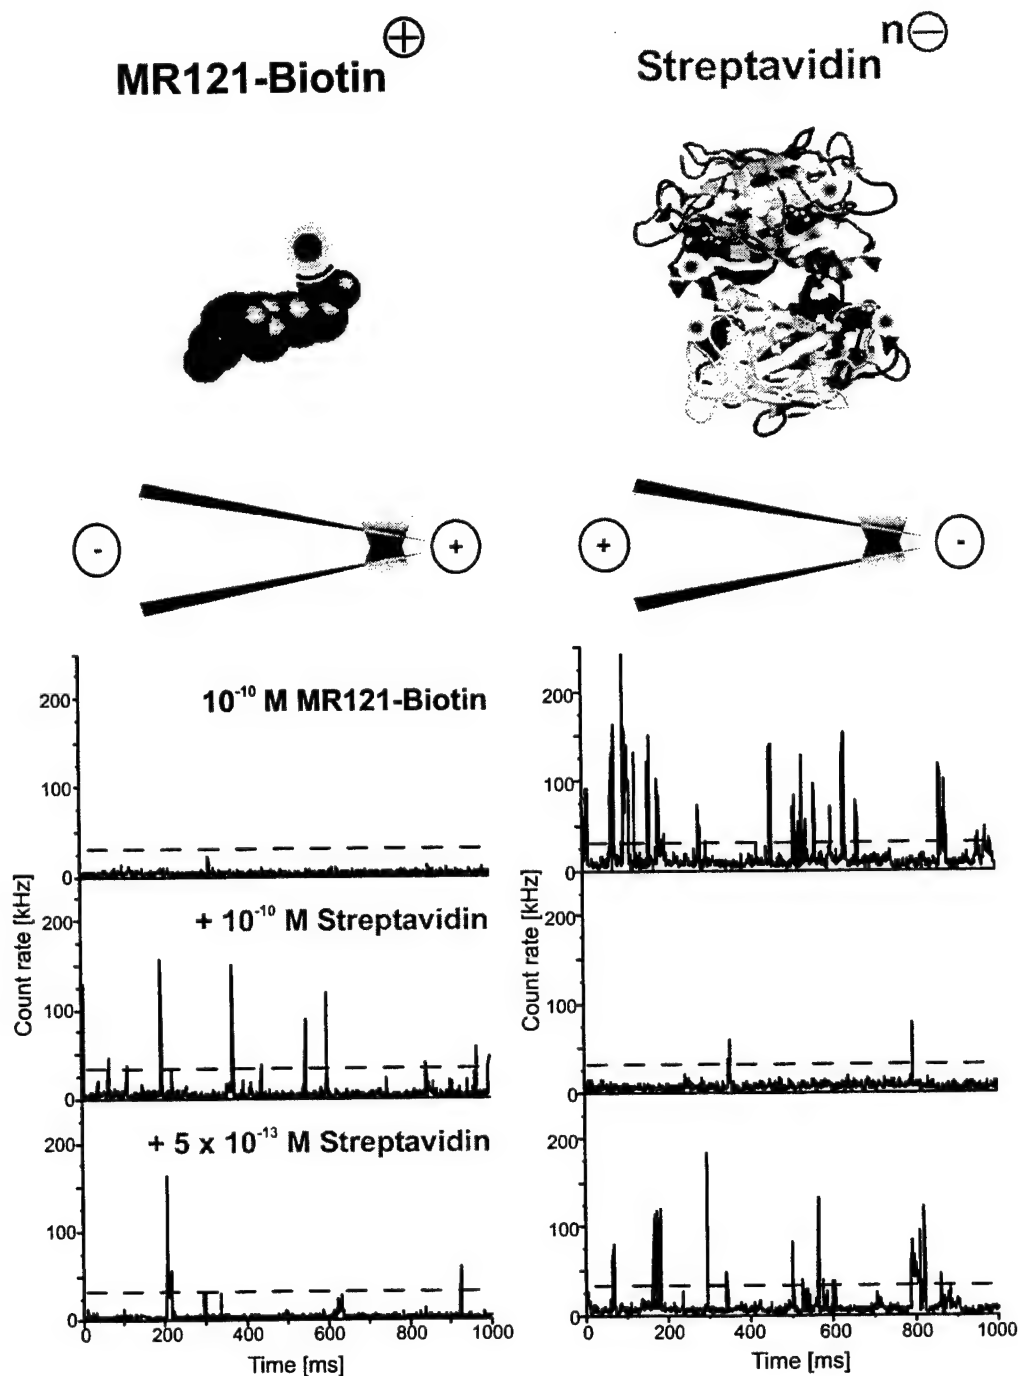 MR121-Biotin ⊕
Streptavidin n⊖
- +
+ -
10⁻¹⁰ M MR121-Biotin
200
100
0
+ 10⁻¹⁰ M Streptavidin
200
100
0
+ 5 x 10⁻¹³ M Streptavidin
200
100
0
Count rate [kHz]
0 200 400 600 800 1000
Time [ms]
200
100
0
200
100
0
200
100
0
Count rate [kHz]
0 200 400 600 800 1000
Time [ms]